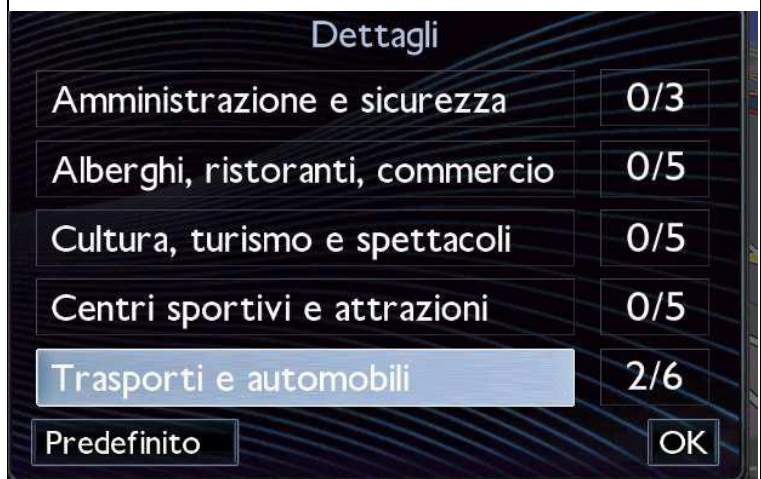 Dettagli
Amministrazione e sicurezza 0/3
Alberghi, ristoranti, commercio 0/5
Cultura, turismo e spettacoli 0/5
Centri sportivi e attrazioni 0/5
Trasporti e automobili 2/6
Predefinito OK